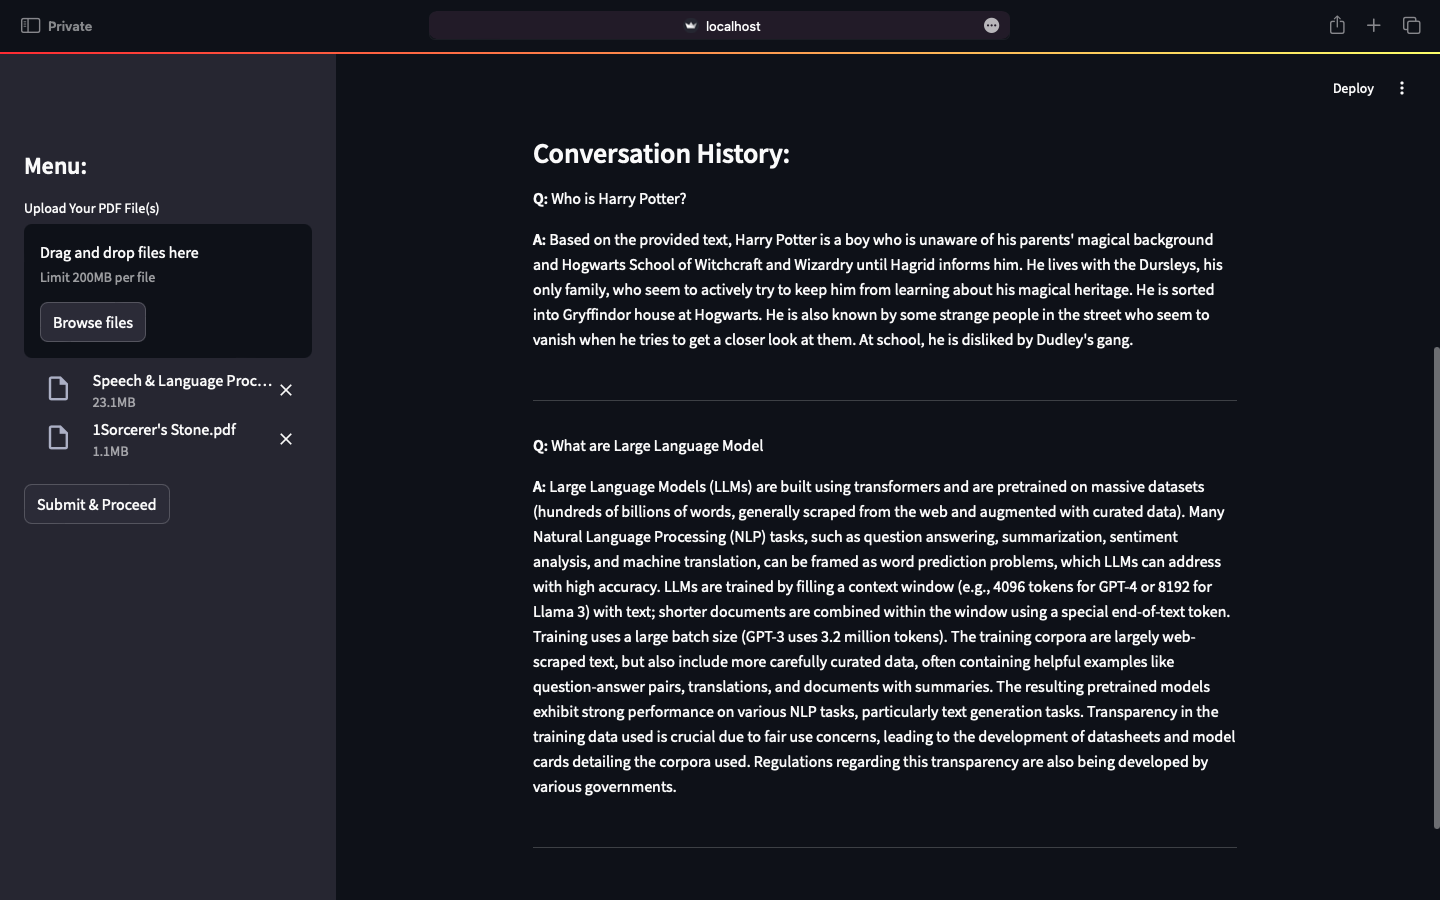 Private
localhost
Deploy
Menu:
Upload Your PDF File(s)
Drag and drop files here
Limit 200MB per file
Browse files
Speech & Language Proc...
23.1MB
1Sorcerer's Stone.pdf
1.1MB
Submit & Proceed
Conversation History:
Q: Who is Harry Potter?
A: Based on the provided text, Harry Potter is a boy who is unaware of his parents' magical background
and Hogwarts School of Witchcraft and Wizardry until Hagrid informs him. He lives with the Dursleys, his
only family, who seem to actively try to keep him from learning about his magical heritage. He is sorted
into Gryffindor house at Hogwarts. He is also known by some strange people in the street who seem to
vanish when he tries to get a closer look at them. At school, he is disliked by Dudley's gang.
Q: What are Large Language Model
A: Large Language Models (LLMs) are built using transformers and are pretrained on massive datasets
(hundreds of billions of words, generally scraped from the web and augmented with curated data). Many
Natural Language Processing (NLP) tasks, such as question answering, summarization, sentiment
analysis, and machine translation, can be framed as word prediction problems, which LLMs can address
with high accuracy. LLMs are trained by filling a context window (e.g., 4096 tokens for GPT-4 or 8192 for
Llama 3) with text; shorter documents are combined within the window using a special end-of-text token.
Training uses a large batch size (GPT-3 uses 3.2 million tokens). The training corpora are largely web-
scraped text, but also include more carefully curated data, often containing helpful examples like
question-answer pairs, translations, and documents with summaries. The resulting pretrained models
exhibit strong performance on various NLP tasks, particularly text generation tasks. Transparency in the
training data used is crucial due to fair use concerns, leading to the development of datasheets and model
cards detailing the corpora used. Regulations regarding this transparency are also being developed by
various governments.